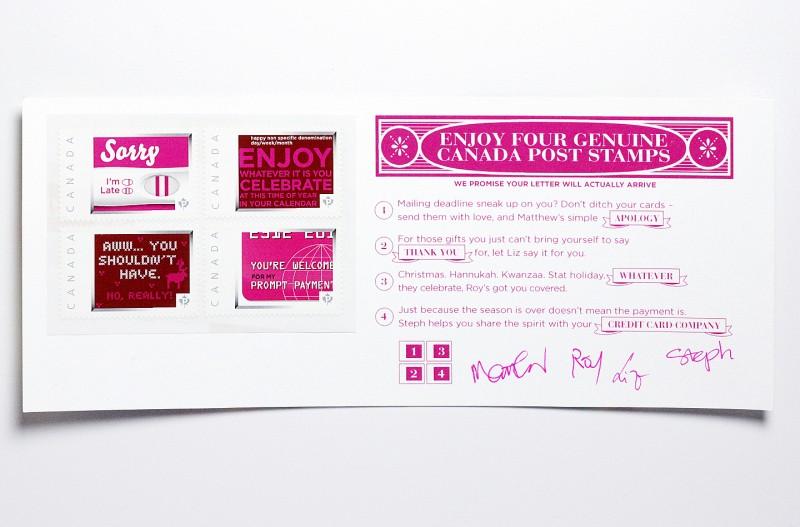 CANADA
Sorry
I'm
Late
P
CANADA
happy non specific denomination
day/week/month
ENJOY
WHATEVER IT IS YOU
CELEBRATE
AT THIS TIME OF YEAR
IN YOUR CALENDAR
P
CANADA
AWW... YOU
SHOULDN'T
HAVE.
NO, REALLY!
P
CANADA
YOU'RE WELCOME
FOR MY
PROMPT PAYMENT
P
ENJOY FOUR GENUINE
CANADA POST STAMPS
WE PROMISE YOUR LETTER WILL ACTUALLY ARRIVE
1 Mailing deadline sneak up on you? Don't ditch your cards –
send them with love, and Matthew's simple APOLOGY
2 For those gifts you just can't bring yourself to say
THANK YOU for, let Liz say it for you.
3 Christmas. Hannukah. Kwanzaa. Stat holiday. WHATEVER
they celebrate, Roy's got you covered.
4 Just because the season is over doesn't mean the payment is.
Steph helps you share the spirit with your CREDIT CARD COMPANY
1 3
2 4
Roy Liz Steph